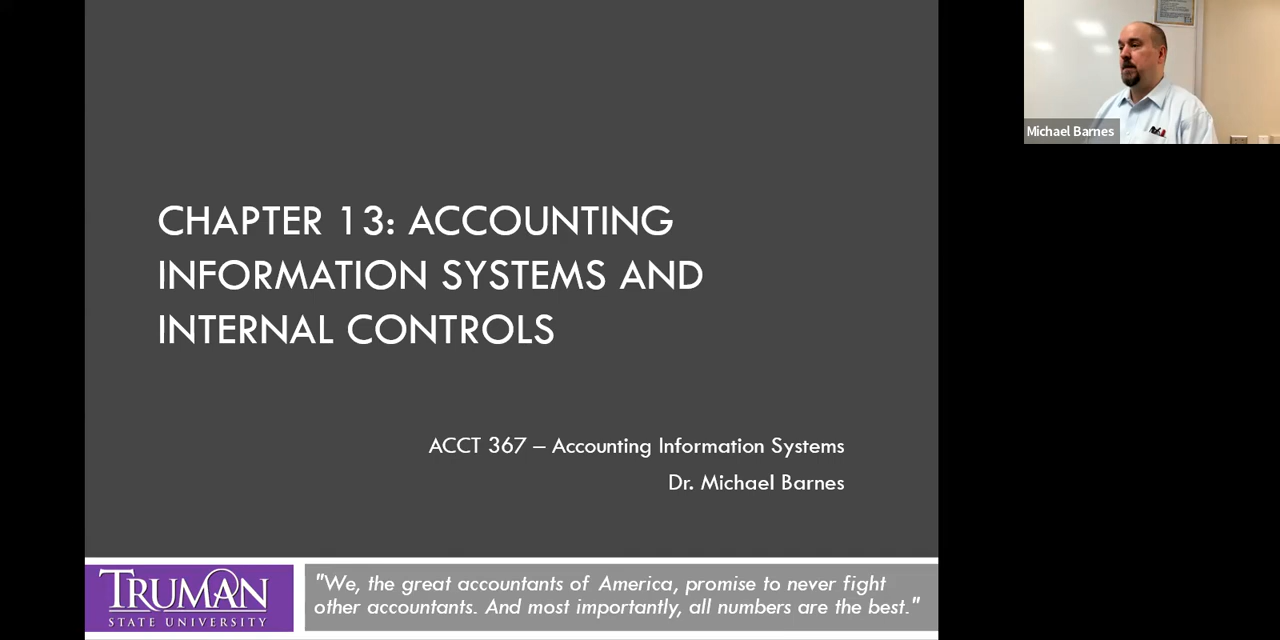 CHAPTER 13: ACCOUNTING
INFORMATION SYSTEMS AND
INTERNAL CONTROLS
ACCT 367 – Accounting Information Systems
Dr. Michael Barnes
TRUMAN
STATE UNIVERSITY
"We, the great accountants of America, promise to never fight
other accountants. And most importantly, all numbers are the best."
Michael Barnes